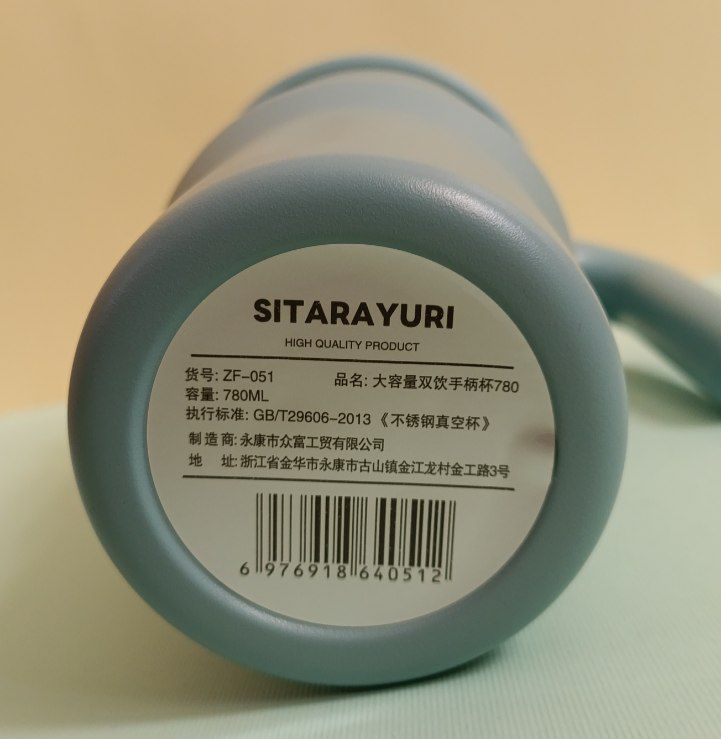 SITARAYURI
HIGH QUALITY PRODUCT
货号: ZF-051 品名: 大容量双饮手柄杯780
容量: 780ML
执行标准: GB/T29606-2013 《不锈钢真空杯》
制造商: 永康市众富工贸有限公司
地 址: 浙江省金华市永康市古山镇金江龙村金工路3号
6 976918 640512